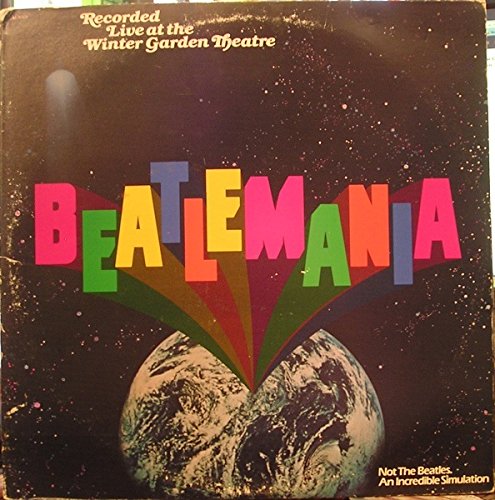 Recorded
Live at the
Winter Garden Theatre
BEATLEMANIA
Not The Beatles.
An Incredible Simulation